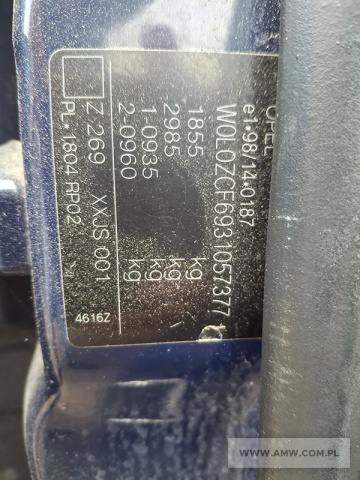 OPEL
e1*98/14*0187
W0L0ZCF6931057377
1855 kg
2985 kg
1-0935 kg
2.0960 kg
Z 269 XXJS 001
PL*1804 RP02
4616Z
WWW.AMW.COM.PL